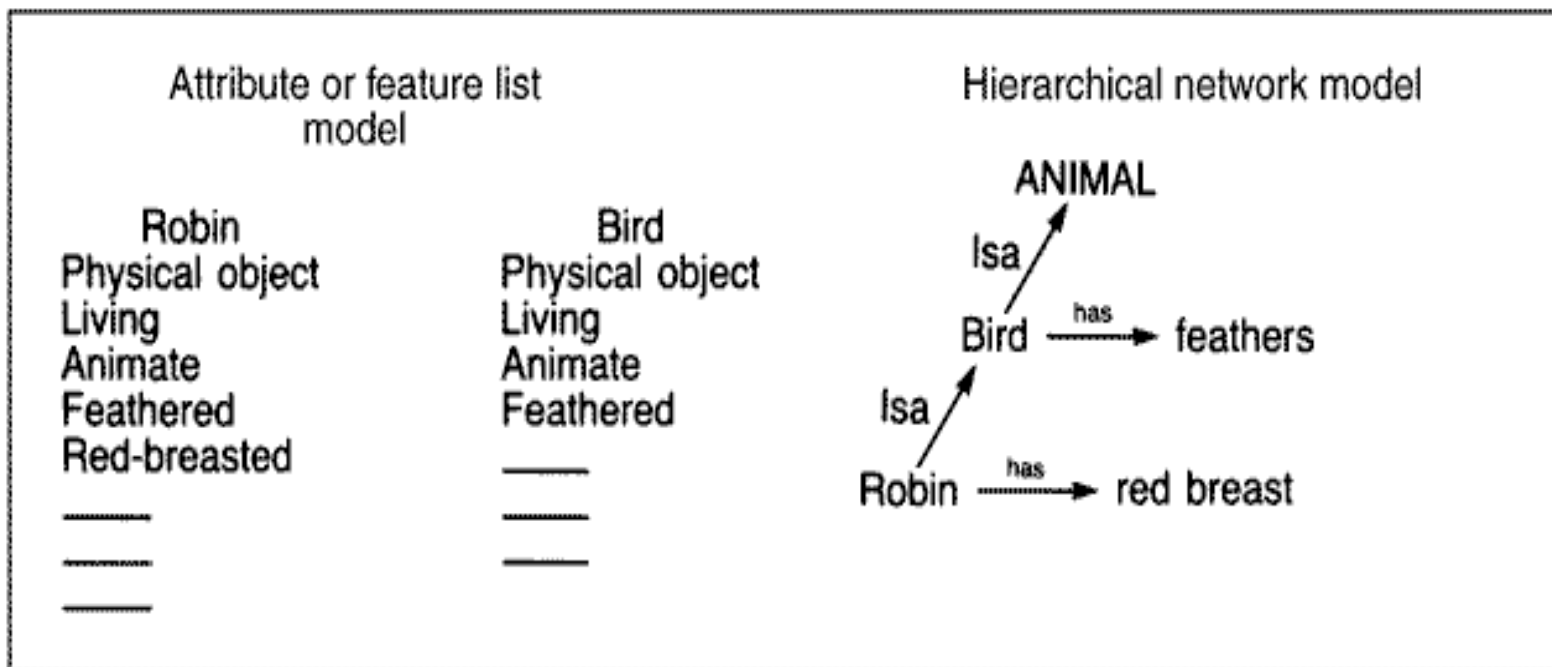 Attribute or feature list
model
Robin
Physical object
Living
Animate
Feathered
Red-breasted
Bird
Physical object
Living
Animate
Feathered
Hierarchical network model
ANIMAL
Isa
Bird has feathers
Isa
Robin has red breast